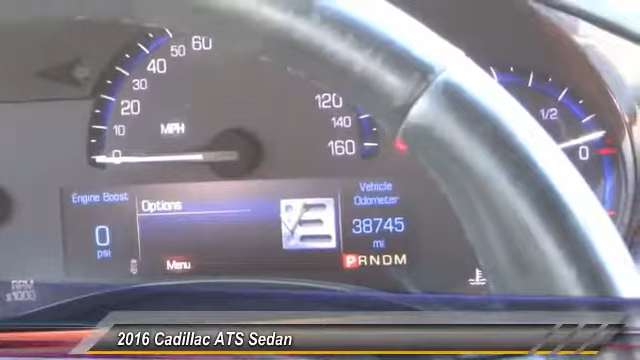 60
50
40
30
20
10
0
MPH
120
140
160
1/2
0
Engine Boost
0
psi
Options
Menu
Vehicle
Odometer
38745
mi
PRNDM
RPM
x1000
2016 Cadillac ATS Sedan